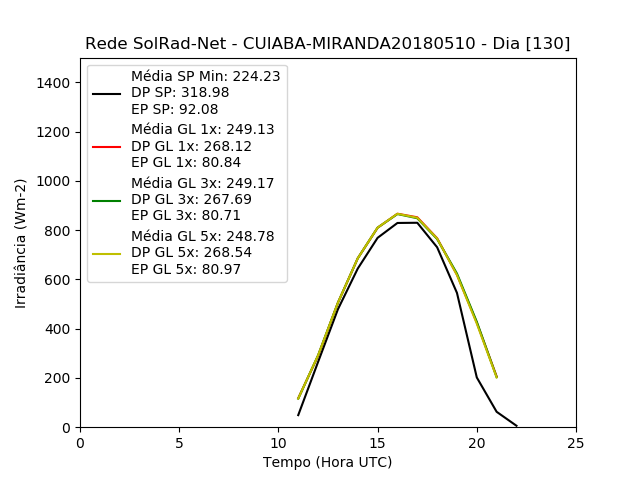 Rede SolRad-Net - CUIABA-MIRANDA20180510 - Dia [130]
Média SP Min: 224.23
DP SP: 318.98
EP SP: 92.08
Média GL 1x: 249.13
DP GL 1x: 268.12
EP GL 1x: 80.84
Média GL 3x: 249.17
DP GL 3x: 267.69
EP GL 3x: 80.71
Média GL 5x: 248.78
DP GL 5x: 268.54
EP GL 5x: 80.97
Irradiância (Wm-2)
1400
1200
1000
800
600
400
200
0
0 5 10 15 20 25
Tempo (Hora UTC)